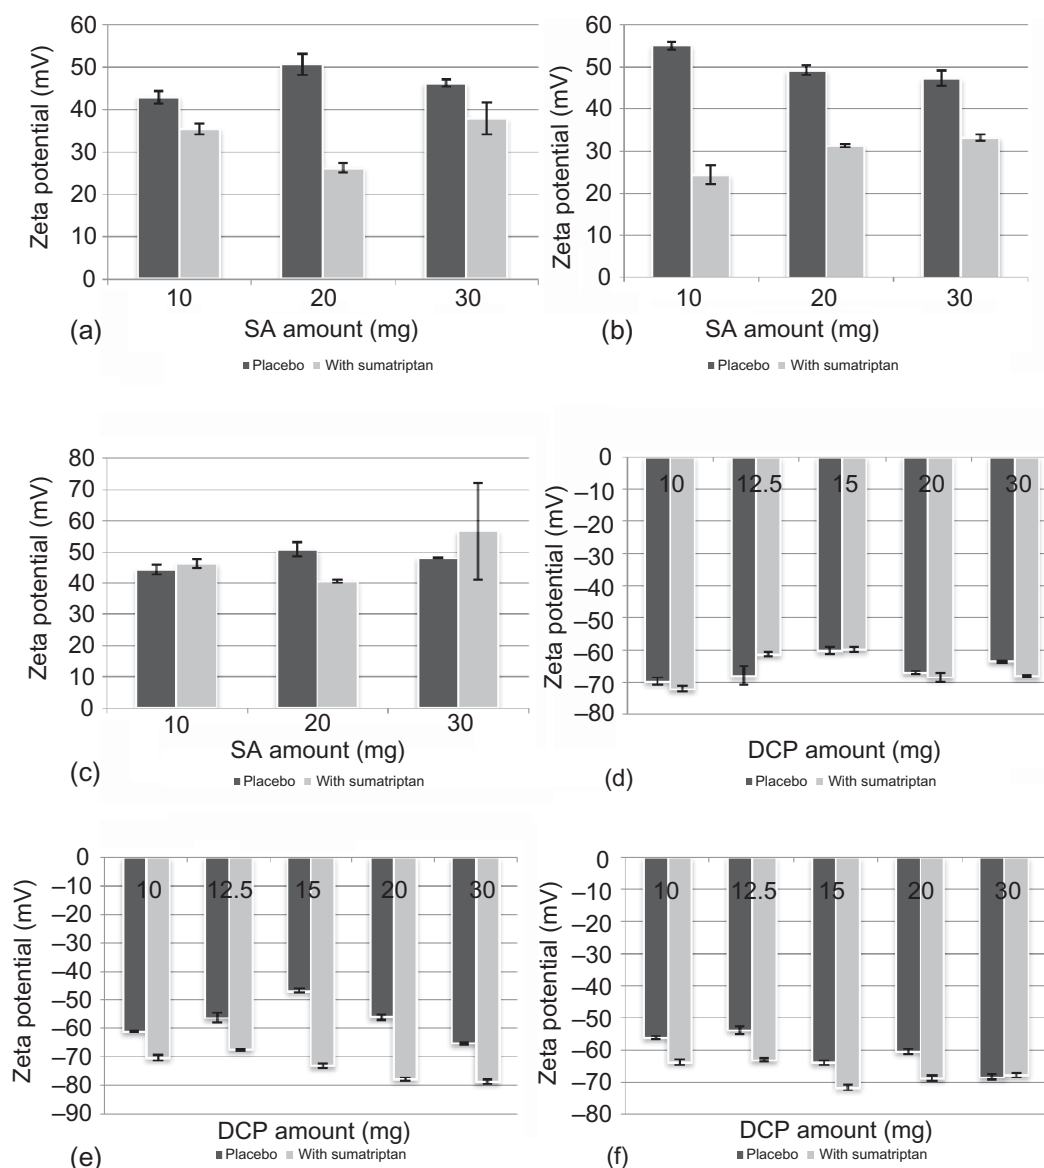 60
50
40
30
20
10
0
Zeta potential (mV)
10 20 30
(a)
SA amount (mg)
Placebo With sumatriptan
60
50
40
30
20
10
0
Zeta potential (mV)
10 20 30
(b)
SA amount (mg)
Placebo With sumatriptan
80
70
60
50
40
30
20
10
0
Zeta potential (mV)
10 20 30
(c)
SA amount (mg)
Placebo With sumatriptan
0
–10
–20
–30
–40
–50
–60
–70
–80
Zeta potential (mV)
10 12.5 15 20 30
DCP amount (mg)
(d)
Placebo With sumatriptan
0
–10
–20
–30
–40
–50
–60
–70
–80
–90
Zeta potential (mV)
10 12.5 15 20 30
DCP amount (mg)
(e)
Placebo With sumatriptan
0
–10
–20
–30
–40
–50
–60
–70
–80
Zeta potential (mV)
10 12.5 15 20 30
DCP amount (mg)
(f)
Placebo With sumatriptan